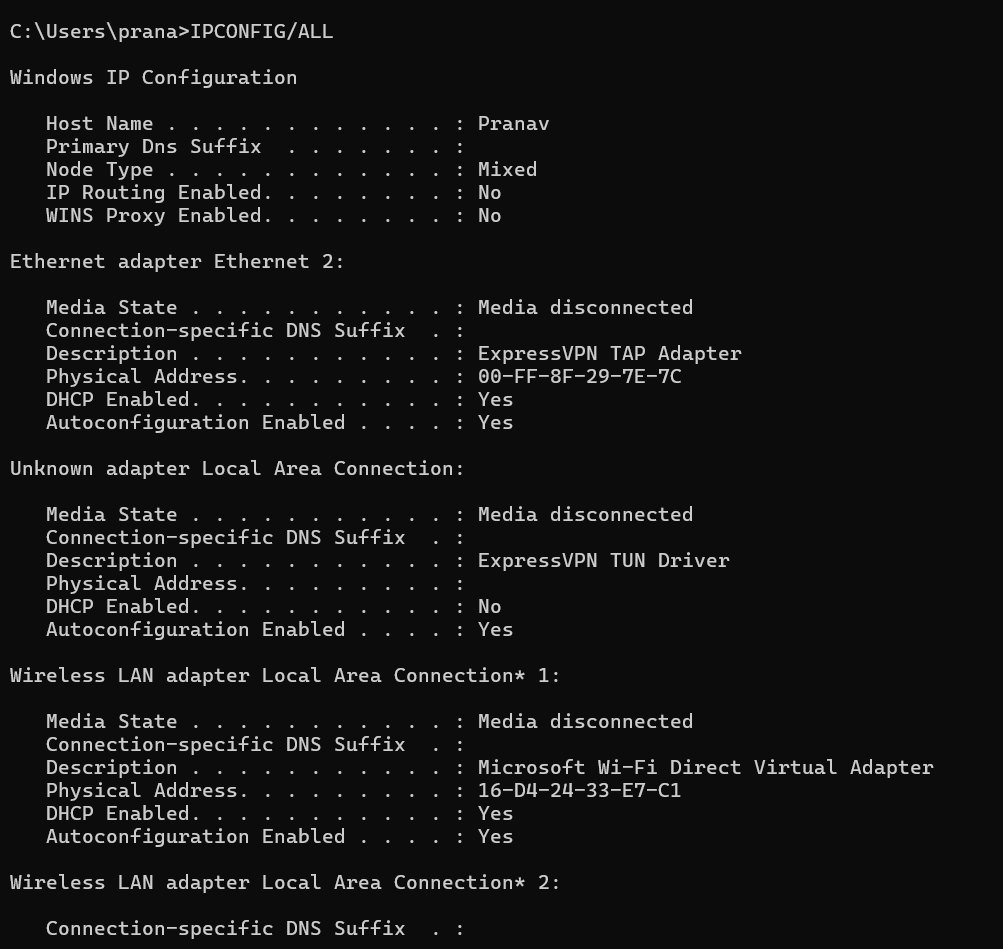 C:\Users\prana>IPCONFIG/ALL
Windows IP Configuration
Host Name . . . . . . . . . . . . : Pranav
Primary Dns Suffix  . . . . . . . :
Node Type . . . . . . . . . . . . : Mixed
IP Routing Enabled. . . . . . . . : No
WINS Proxy Enabled. . . . . . . . : No
Ethernet adapter Ethernet 2:
Media State . . . . . . . . . . . : Media disconnected
Connection-specific DNS Suffix  . :
Description . . . . . . . . . . . : ExpressVPN TAP Adapter
Physical Address. . . . . . . . . : 00-FF-8F-29-7E-7C
DHCP Enabled. . . . . . . . . . . : Yes
Autoconfiguration Enabled . . . . : Yes
Unknown adapter Local Area Connection:
Media State . . . . . . . . . . . : Media disconnected
Connection-specific DNS Suffix  . :
Description . . . . . . . . . . . : ExpressVPN TUN Driver
Physical Address. . . . . . . . . :
DHCP Enabled. . . . . . . . . . . : No
Autoconfiguration Enabled . . . . : Yes
Wireless LAN adapter Local Area Connection* 1:
Media State . . . . . . . . . . . : Media disconnected
Connection-specific DNS Suffix  . :
Description . . . . . . . . . . . : Microsoft Wi-Fi Direct Virtual Adapter
Physical Address. . . . . . . . . : 16-D4-24-33-E7-C1
DHCP Enabled. . . . . . . . . . . : Yes
Autoconfiguration Enabled . . . . : Yes
Wireless LAN adapter Local Area Connection* 2:
Connection-specific DNS Suffix  . :